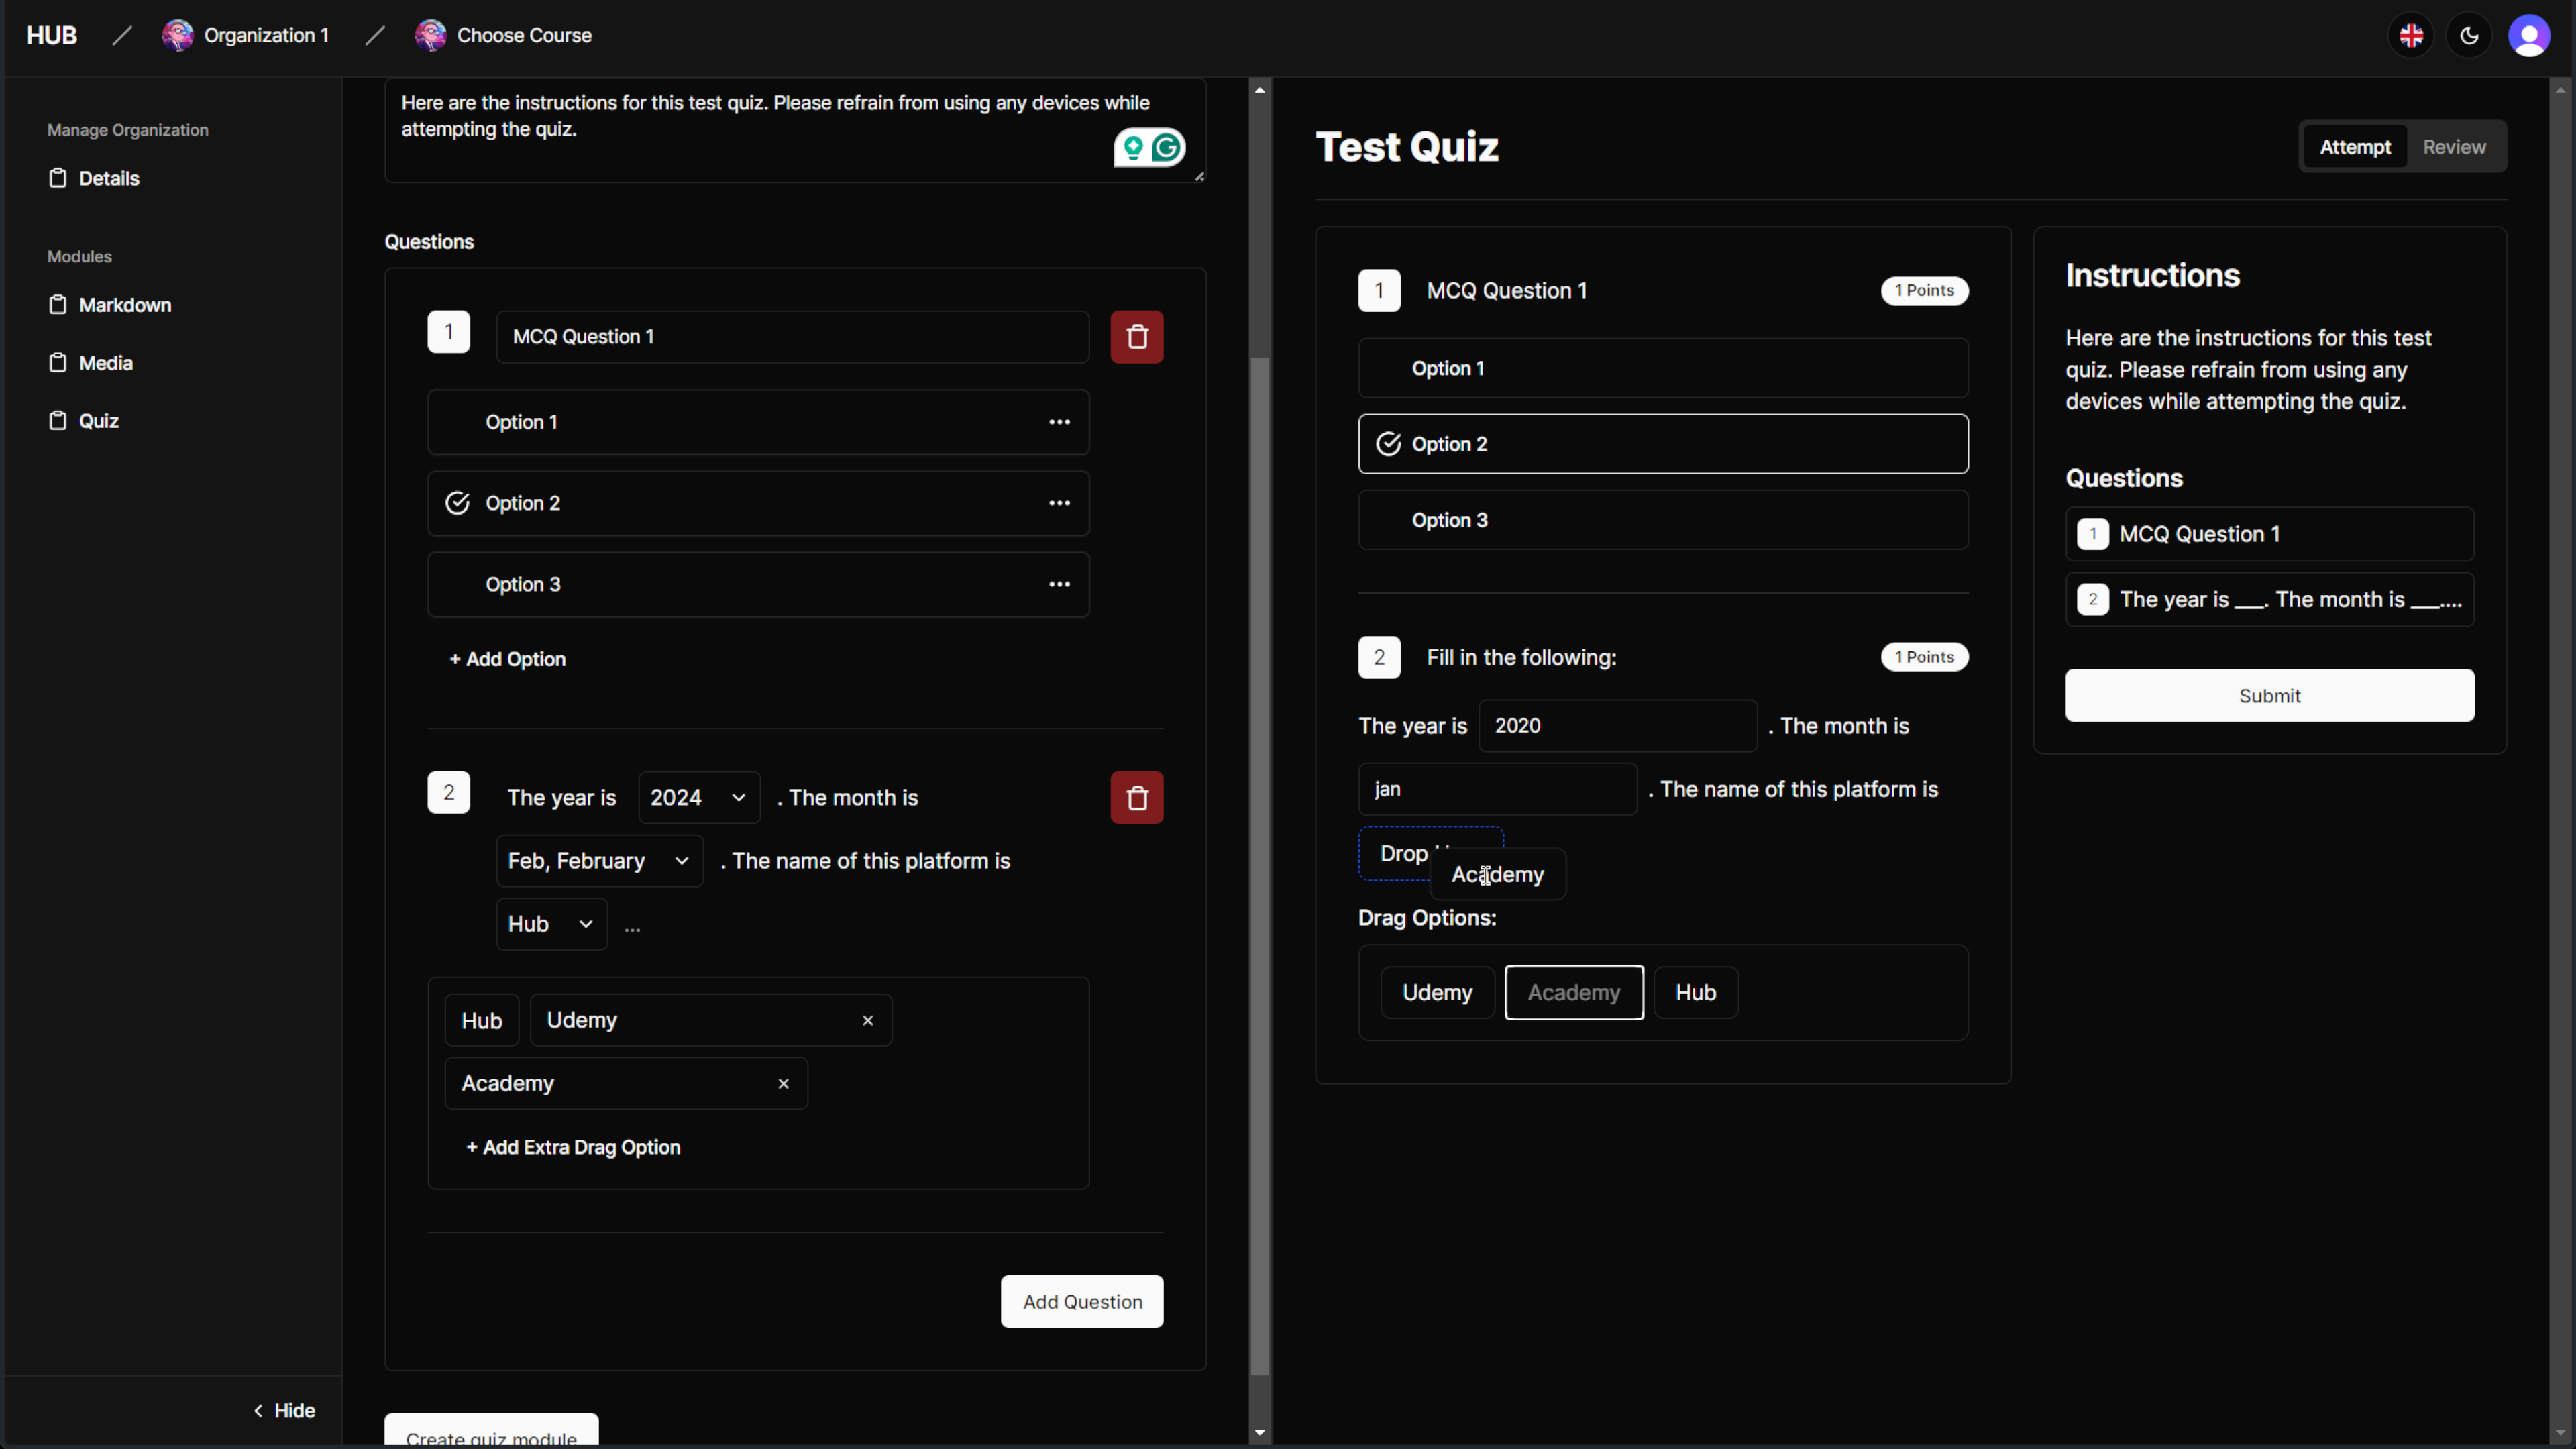 HUB / Organization 1 / Choose Course
Manage Organization
Details
Modules
Markdown
Media
Quiz
Hide
Here are the instructions for this test quiz. Please refrain from using any devices while
attempting the quiz.
Questions
1 MCQ Question 1
Option 1
Option 2
Option 3
+ Add Option
2 The year is 2024 . The month is
Feb, February . The name of this platform is
Hub ...
Hub Udemy ×
Academy ×
+ Add Extra Drag Option
Add Question
Create quiz module
Test Quiz
Attempt Review
1 MCQ Question 1 1 Points
Option 1
Option 2
Option 3
2 Fill in the following: 1 Points
The year is 2020 . The month is
jan . The name of this platform is
Drop
Academy
Drag Options:
Udemy Academy Hub
Instructions
Here are the instructions for this test
quiz. Please refrain from using any
devices while attempting the quiz.
Questions
1 MCQ Question 1
2 The year is ___. The month is ___....
Submit